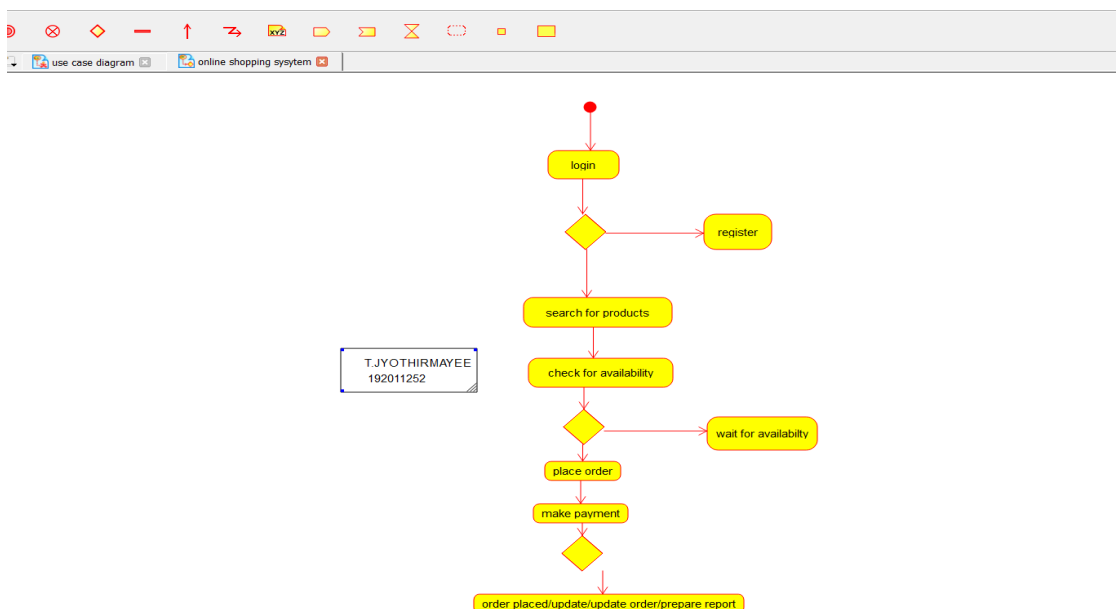 XYZ
use case diagram
online shopping sysytem
login
register
search for products
T.JYOTHIRMAYEE
192011252
check for availability
wait for availabilty
place order
make payment
order placed/update/update order/prepare report